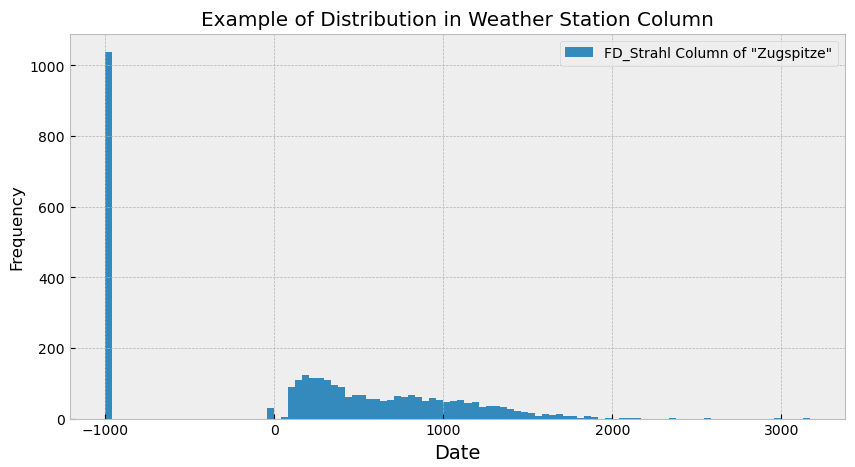 Example of Distribution in Weather Station Column
FD_Strahl Column of "Zugspitze"
Frequency
1000
800
600
400
200
0
−1000
0
1000
2000
3000
Date